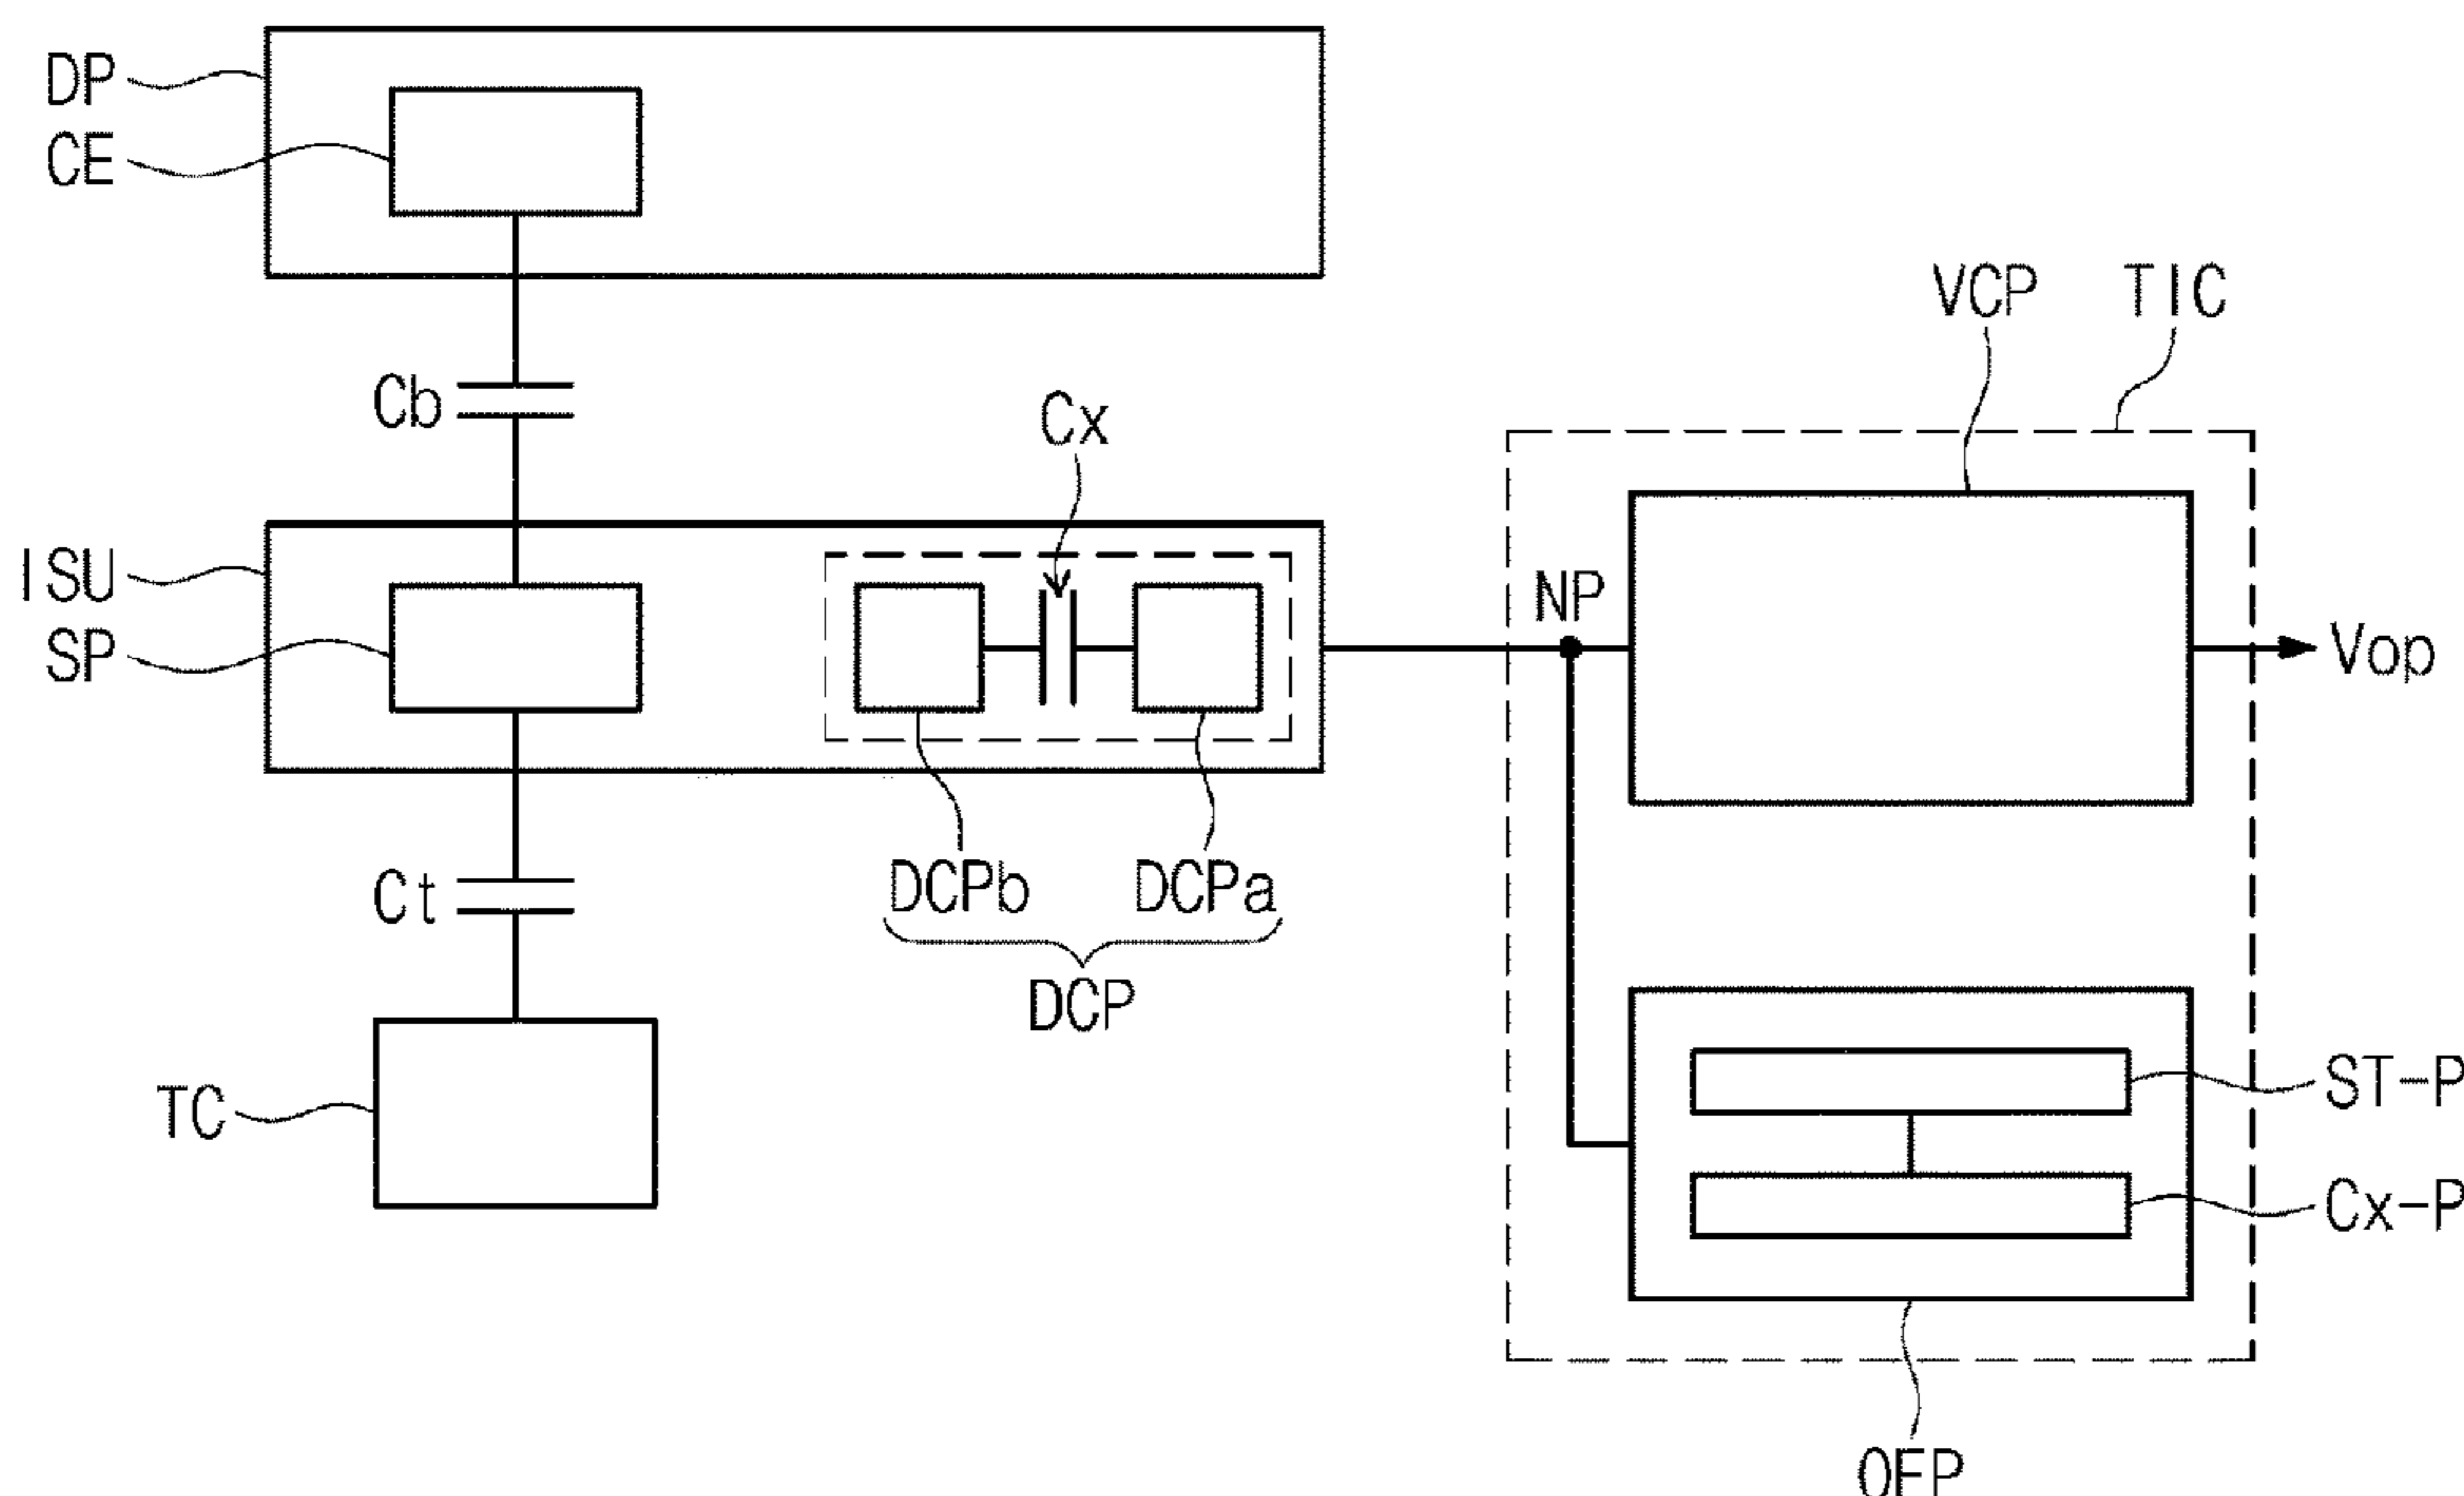 DP
CE
Cb
Cx
VCP
TIC
ISU
SP
NP
Vop
DCPb
DCPa
DCP
Ct
TC
ST-P
Cx-P
OFP